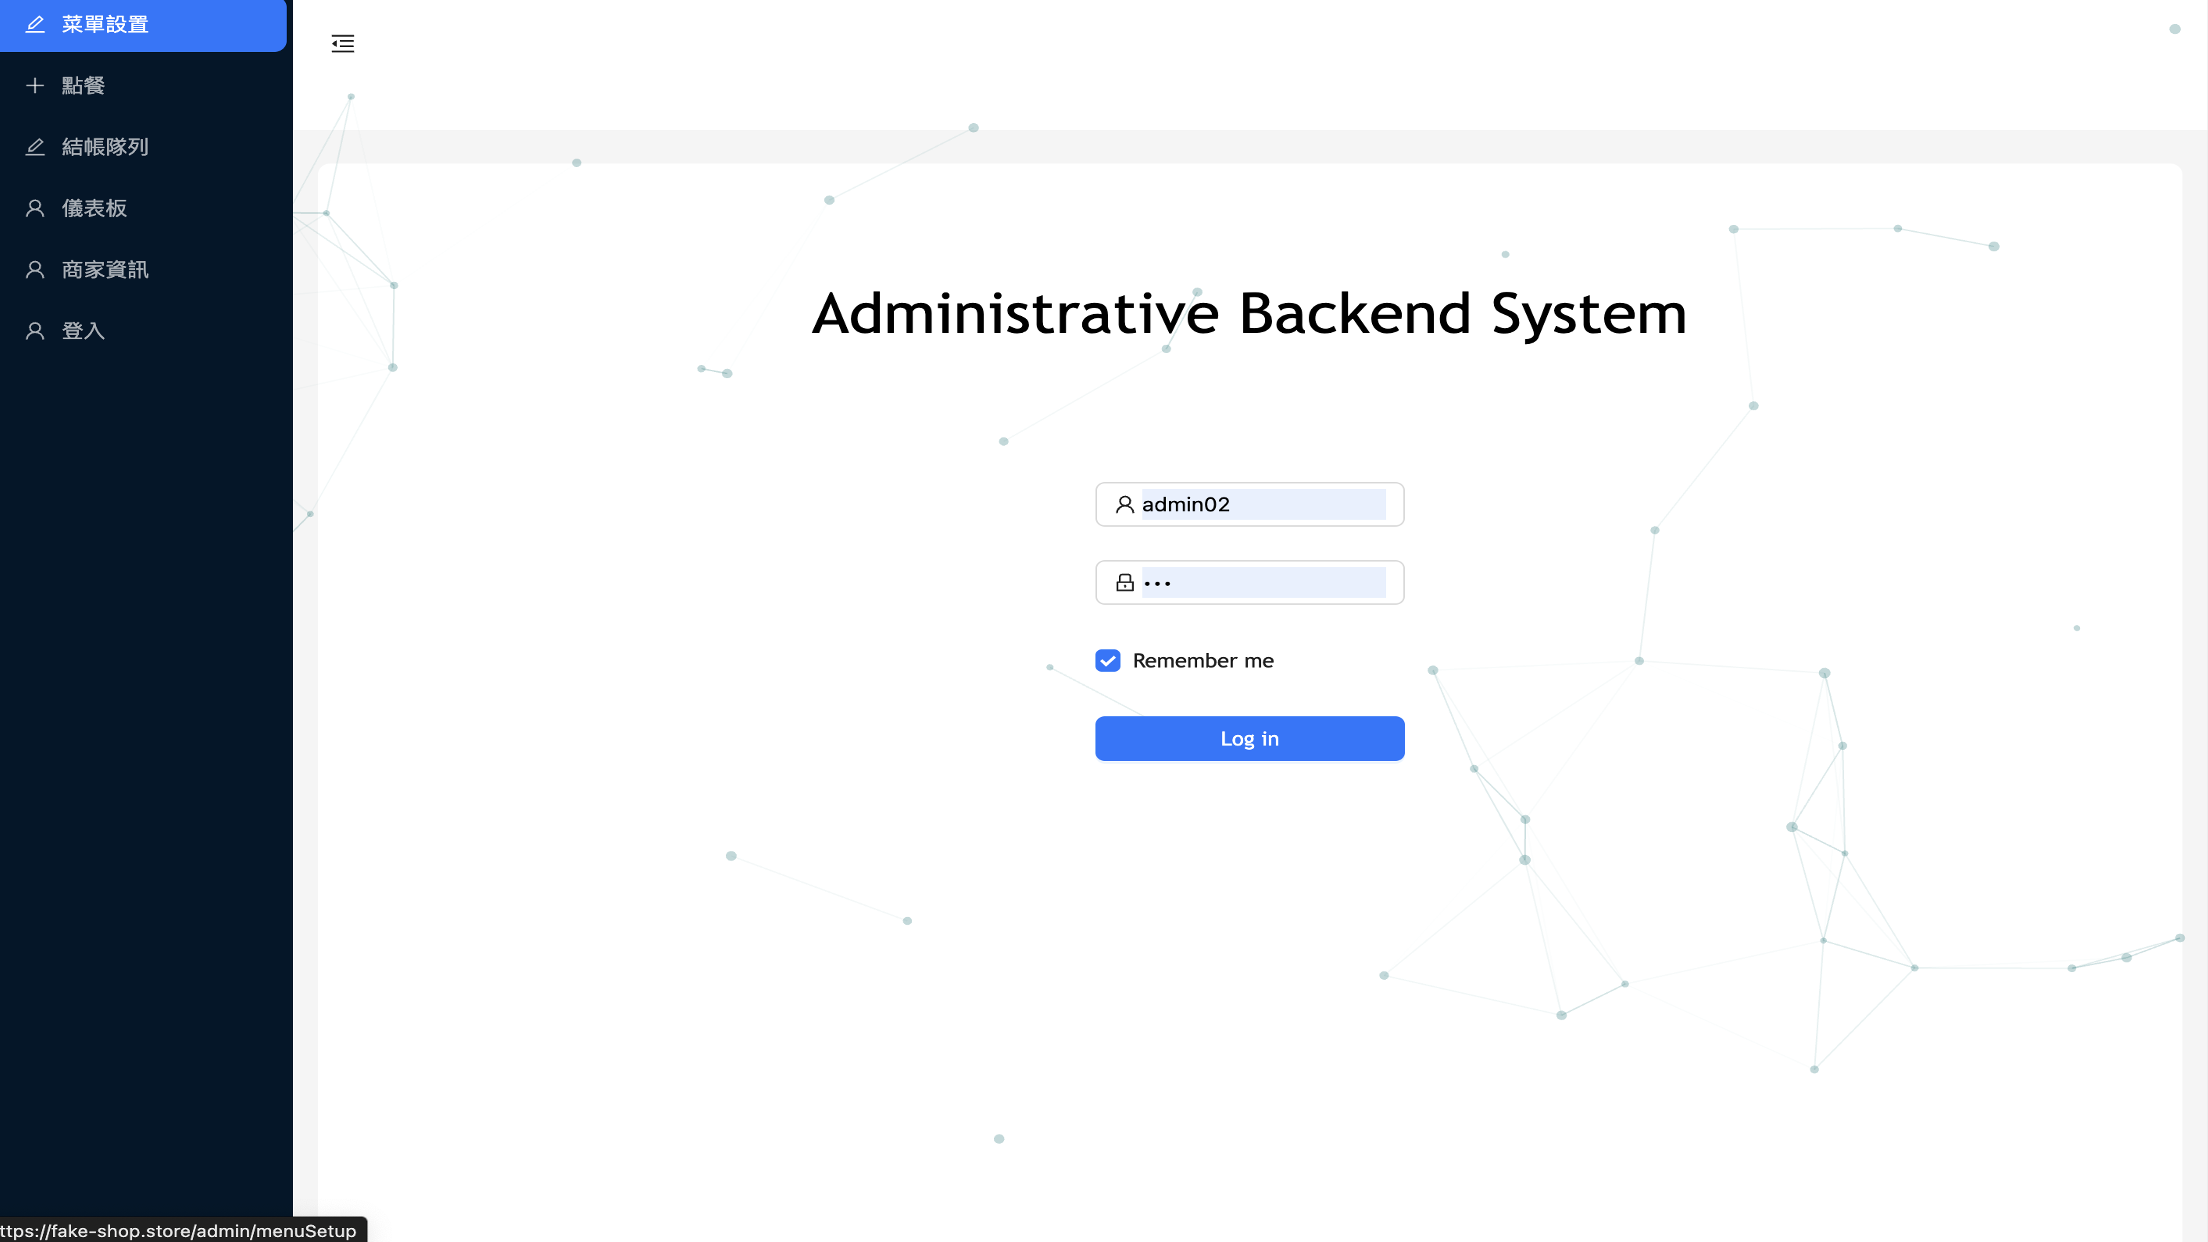 菜單設置
點餐
結帳隊列
儀表板
商家資訊
登入
Administrative Backend System
admin02
•••
Remember me
Log in
ttps://fake-shop.store/admin/menuSetup